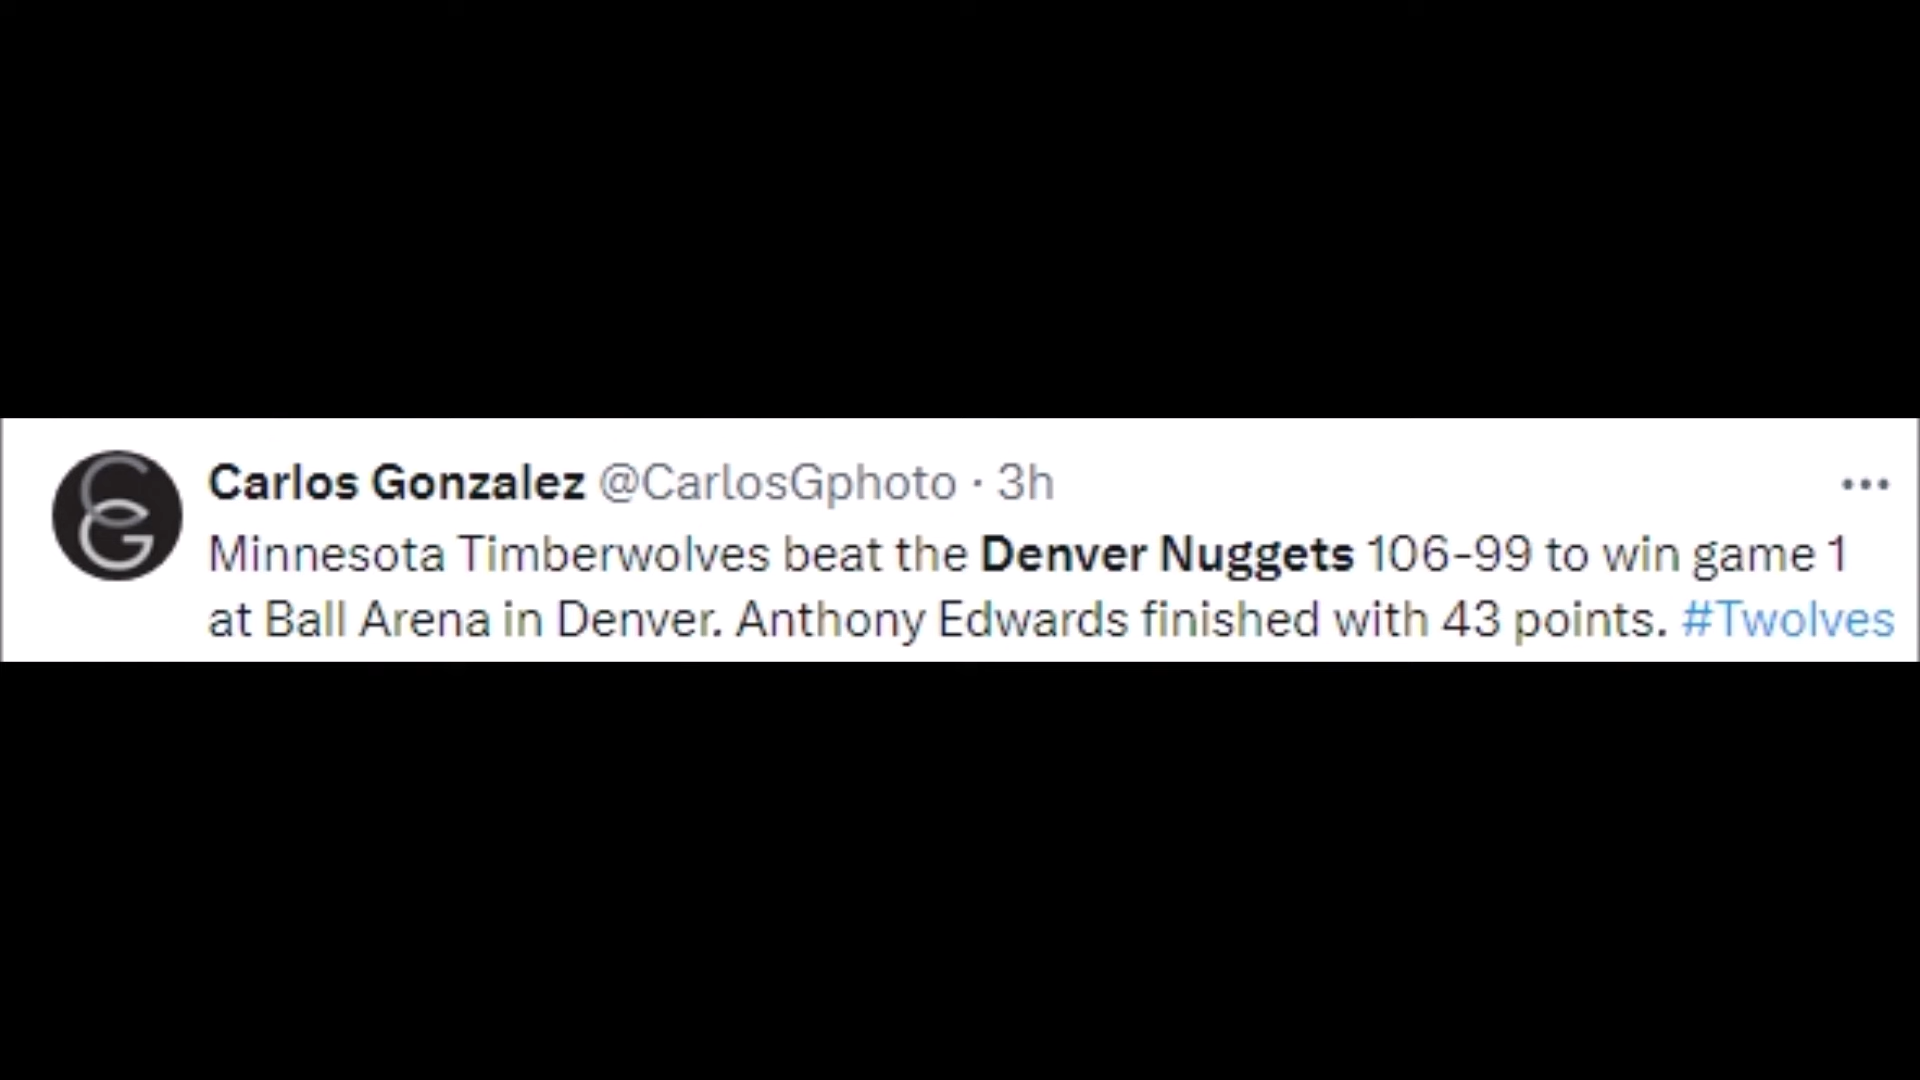 Carlos Gonzalez @CarlosGphoto · 3h
Minnesota Timberwolves beat the Denver Nuggets 106-99 to win game 1
at Ball Arena in Denver. Anthony Edwards finished with 43 points. #Twolves